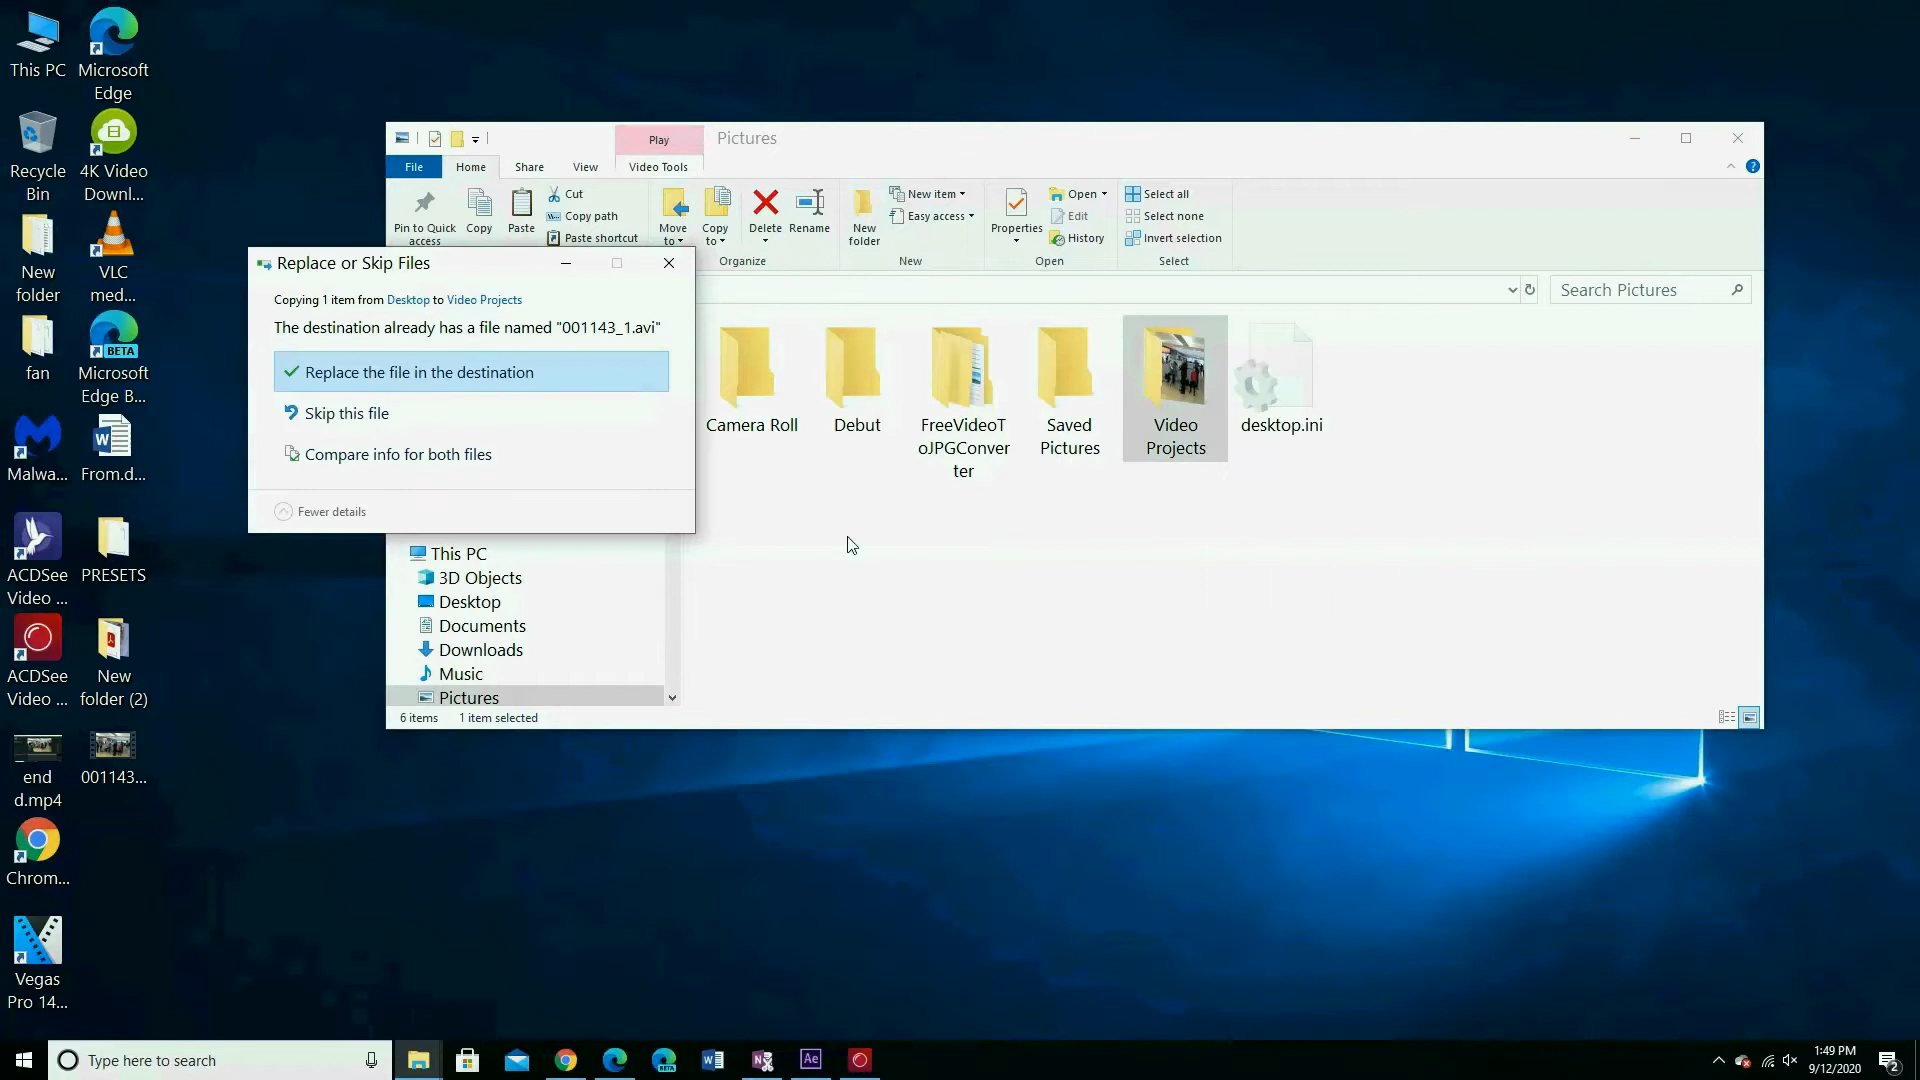 This PC
Microsoft
Edge
Recycle
Bin
4K Video
Downl...
New
folder
VLC
med...
fan
Microsoft
Edge B...
BETA
Malwa...
From.d...
ACDSee
Video ...
PRESETS
ACDSee
Video ...
New
folder (2)
end
d.mp4
001143...
Chrom...
Vegas
Pro 14...
Play
Pictures
File
Home
Share
View
Video Tools
Pin to Quick
access
Copy
Paste
Cut
Copy path
Paste shortcut
Move
to
Copy
to
Delete
Rename
Organize
New
folder
New item
Easy access
New
Properties
Open
Edit
History
Open
Select all
Select none
Invert selection
Select
Search Pictures
Replace or Skip Files
Copying 1 item from Desktop to Video Projects
The destination already has a file named "001143_1.avi"
Replace the file in the destination
Skip this file
Compare info for both files
Fewer details
Camera Roll
Debut
FreeVideoT
oJPGConver
ter
Saved
Pictures
Video
Projects
desktop.ini
This PC
3D Objects
Desktop
Documents
Downloads
Music
Pictures
6 items
1 item selected
Type here to search
BETA
Ae
1:49 PM
9/12/2020
2